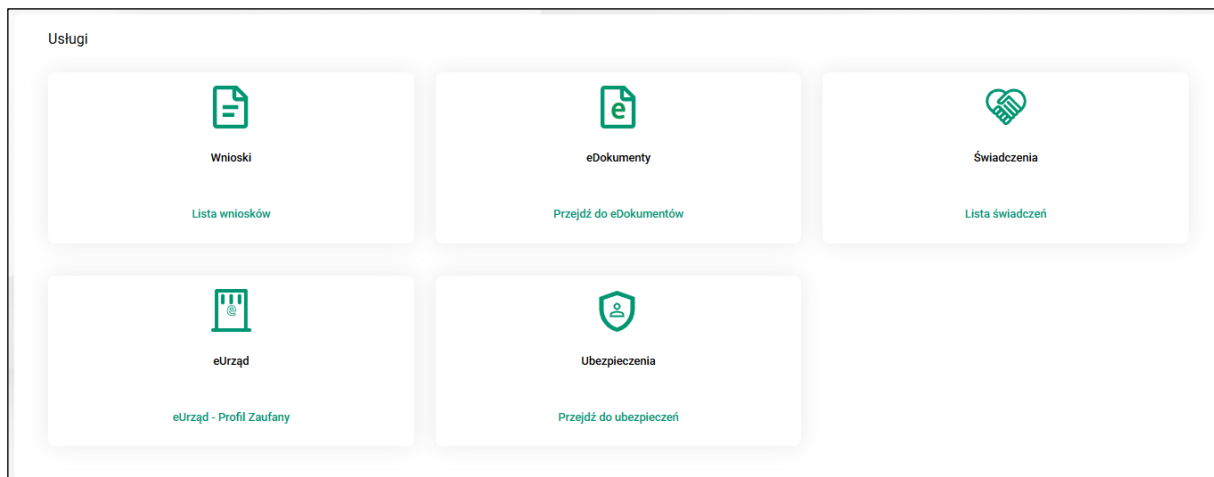 Usługi
Wnioski
Lista wniosków
e
eDokumenty
Przejdź do eDokumentów
Świadczenia
Lista świadczeń
e
eUrząd
eUrząd - Profil Zaufany
Ubezpieczenia
Przejdź do ubezpieczeń